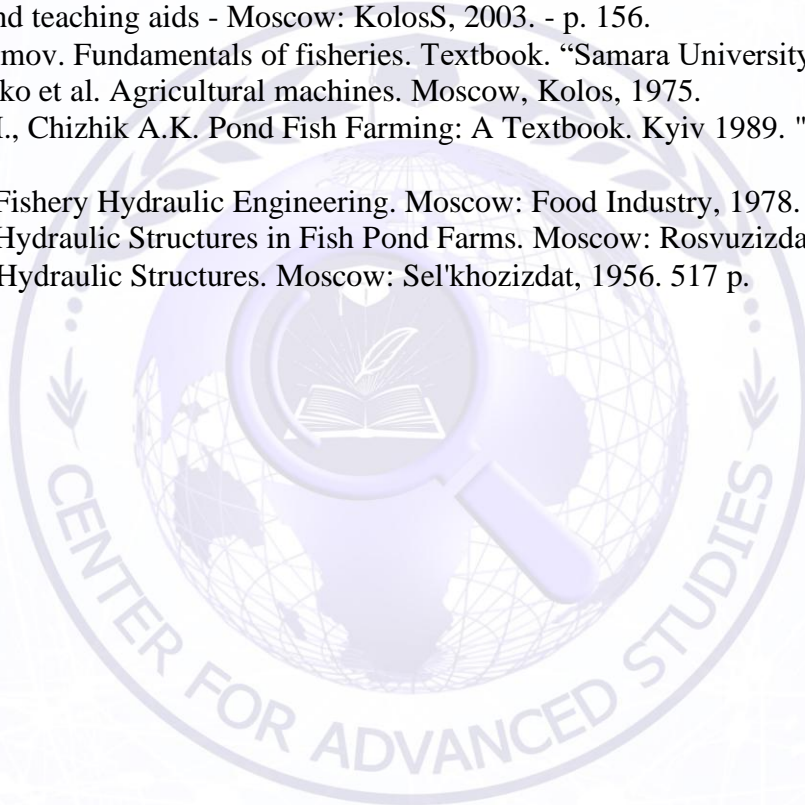 nd teaching aids - Moscow: KolosS, 2003. - p. 156.
mov. Fundamentals of fisheries. Textbook. “Samara University
ko et al. Agricultural machines. Moscow, Kolos, 1975.
I., Chizhik A.K. Pond Fish Farming: A Textbook. Kyiv 1989. "
Fishery Hydraulic Engineering. Moscow: Food Industry, 1978.
Hydraulic Structures in Fish Pond Farms. Moscow: Rosvuzizda
Hydraulic Structures. Moscow: Sel'khozizdat, 1956. 517 p.
CENTER FOR ADVANCED STUDIES